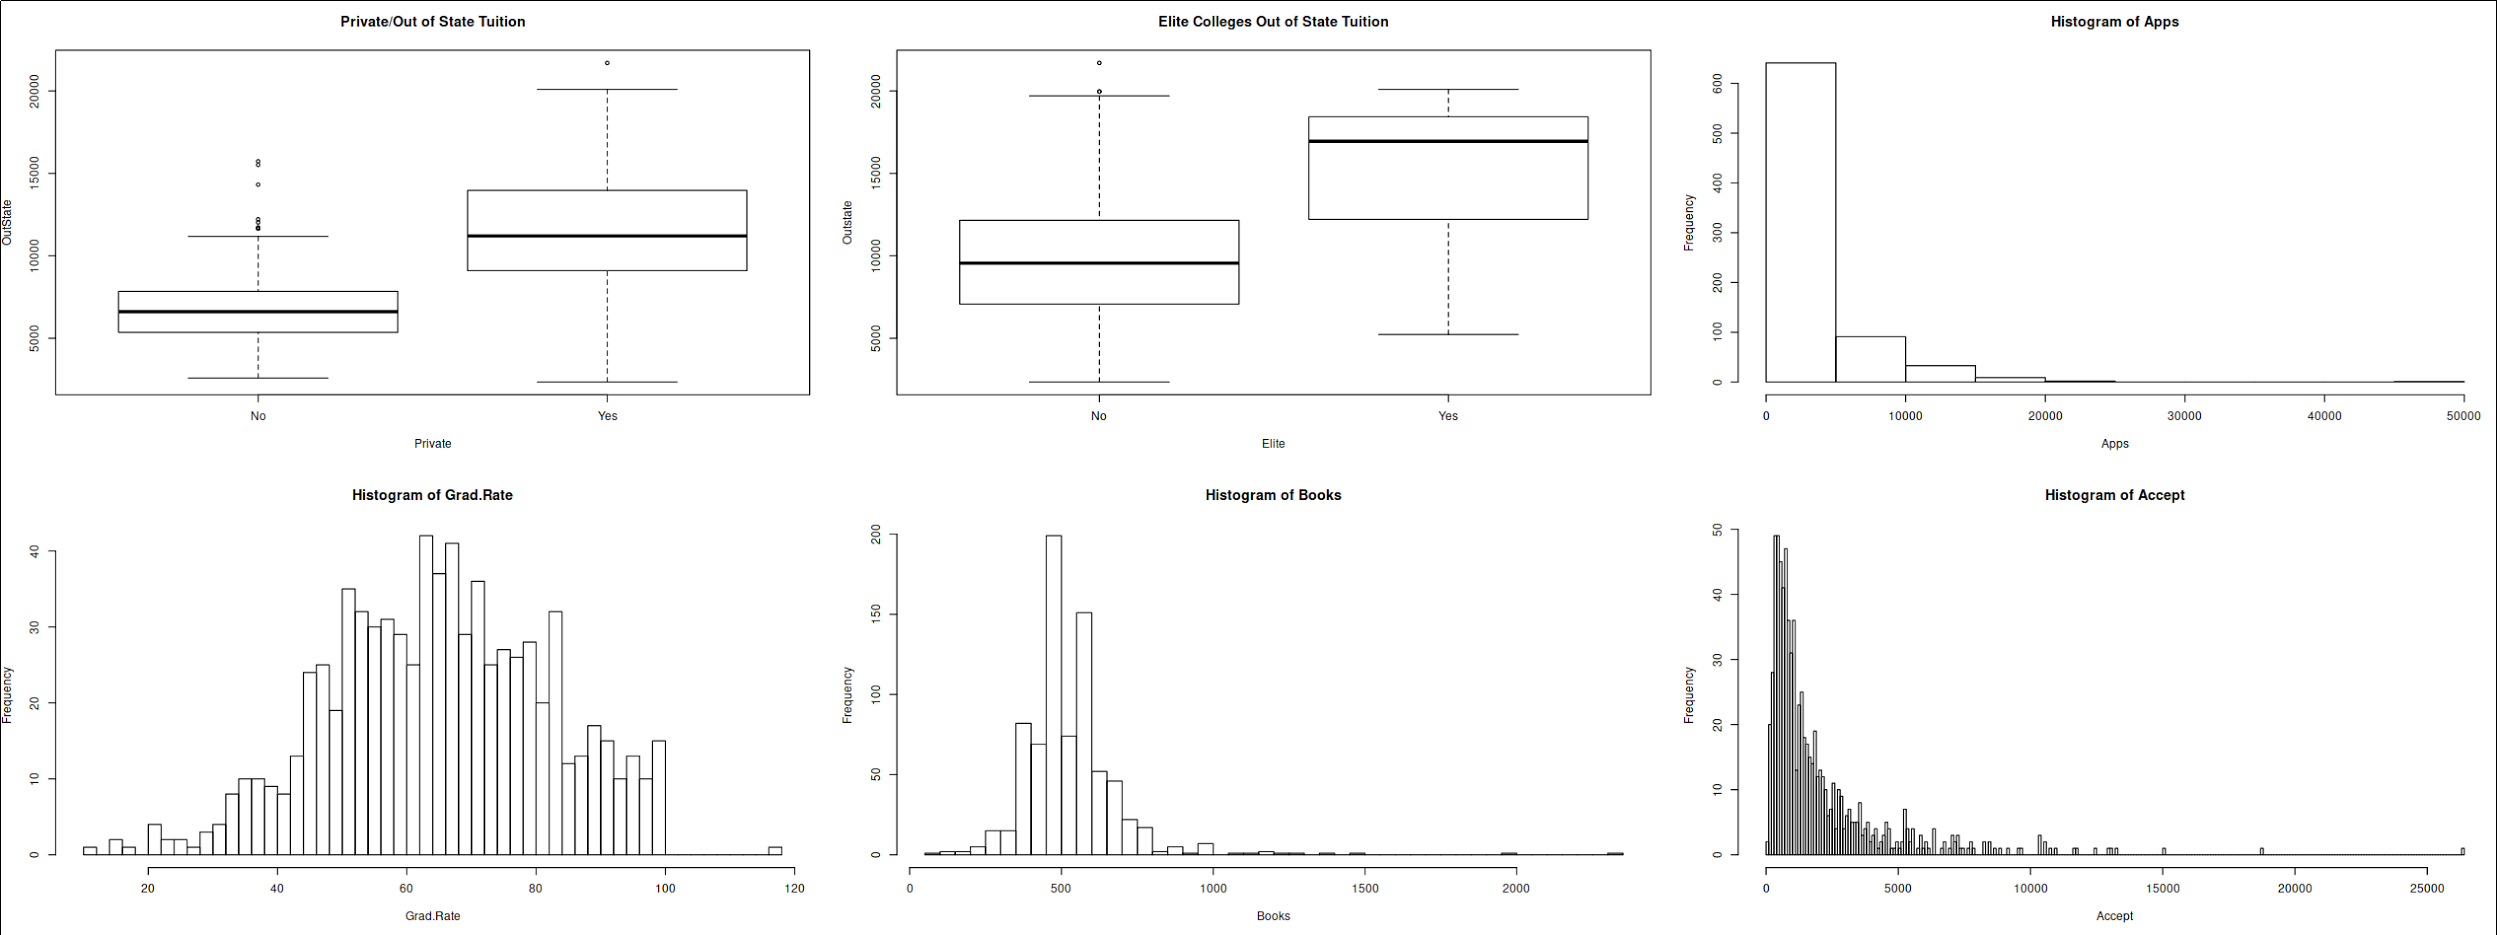 Private/Out of State Tuition
OutState
20000
15000
10000
5000
No Yes
Private
Elite Colleges Out of State Tuition
Outstate
20000
15000
10000
5000
No Yes
Elite
Histogram of Apps
Frequency
600
500
400
300
200
100
0
0 10000 20000 30000 40000 50000
Apps
Histogram of Grad.Rate
Frequency
40
30
20
10
0
20 40 60 80 100 120
Grad.Rate
Histogram of Books
Frequency
200
150
100
50
0
0 500 1000 1500 2000
Books
Histogram of Accept
Frequency
50
40
30
20
10
0
0 5000 10000 15000 20000 25000
Accept